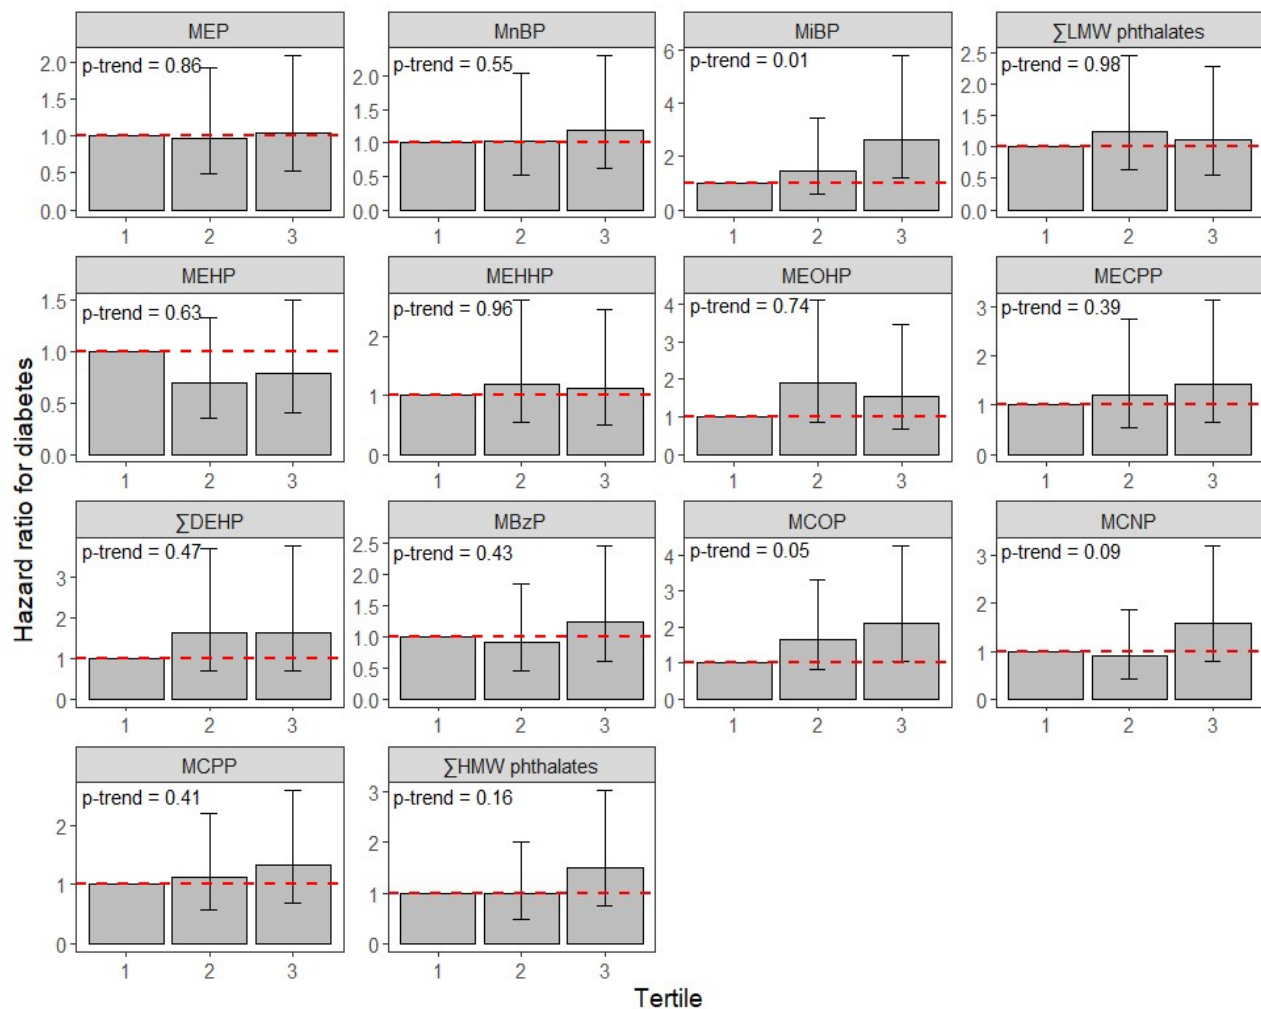 MEP
p-trend = 0.86
2.0
1.5
1.0
0.5
0.0
1 2 3
MnBP
p-trend = 0.55
2.0
1.5
1.0
0.5
0.0
1 2 3
MiBP
p-trend = 0.01
6
4
2
0
1 2 3
∑LMW phthalates
p-trend = 0.98
2.5
2.0
1.5
1.0
0.5
0.0
1 2 3
MEHP
p-trend = 0.63
1.5
1.0
0.5
0.0
1 2 3
MEHHP
p-trend = 0.96
2
1
0
1 2 3
MEOHP
p-trend = 0.74
4
3
2
1
0
1 2 3
MECPP
p-trend = 0.39
3
2
1
0
1 2 3
∑DEHP
p-trend = 0.47
3
2
1
0
1 2 3
MBzP
p-trend = 0.43
2.5
2.0
1.5
1.0
0.5
0.0
1 2 3
MCOP
p-trend = 0.05
4
3
2
1
0
1 2 3
MCNP
p-trend = 0.09
3
2
1
0
1 2 3
MCPP
p-trend = 0.41
2
1
0
1 2 3
∑HMW phthalates
p-trend = 0.16
3
2
1
0
1 2 3
Hazard ratio for diabetes
Tertile